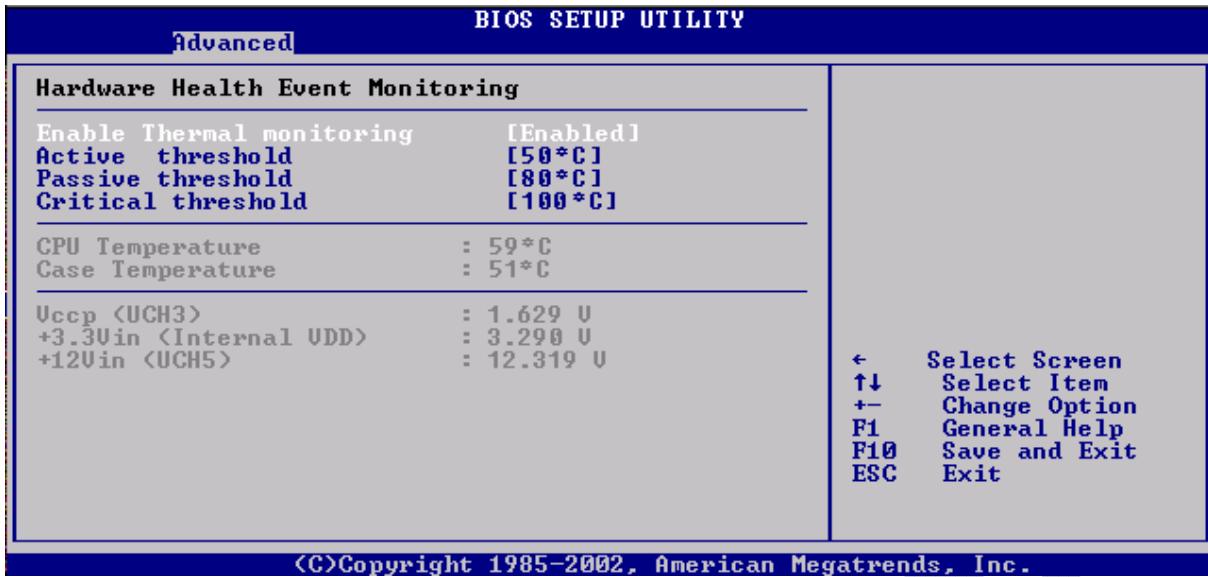 BIOS SETUP UTILITY
Advanced
Hardware Health Event Monitoring
Enable Thermal monitoring [Enabled]
Active threshold [50*C]
Passive threshold [80*C]
Critical threshold [100*C]
CPU Temperature : 59*C
Case Temperature : 51*C
Vccp (VCH3) : 1.629 V
+3.3Vin (Internal VDD) : 3.290 V
+12Vin (VCH5) : 12.319 V
← Select Screen
↑↓ Select Item
+- Change Option
F1 General Help
F10 Save and Exit
ESC Exit
(C)Copyright 1985-2002, American Megatrends, Inc.